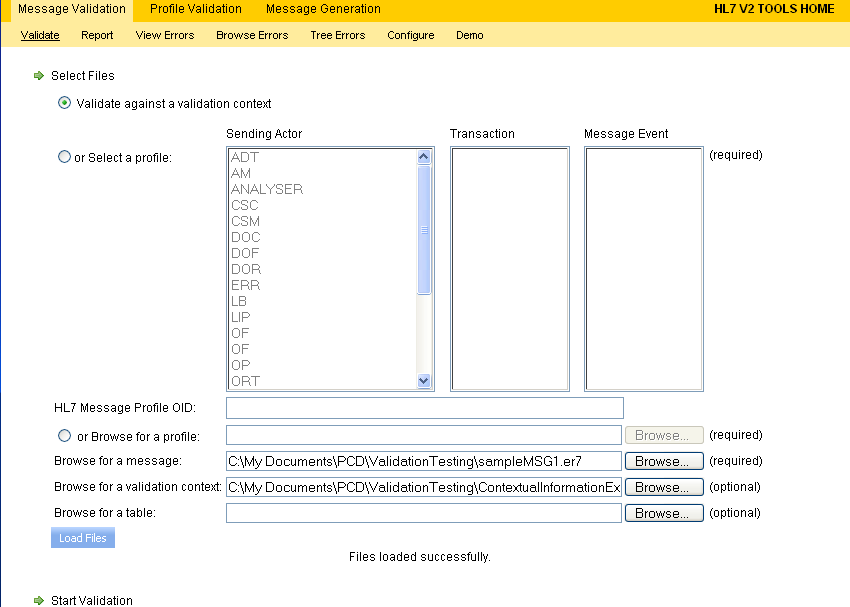 Message Validation Profile Validation Message Generation HL7 V2 TOOLS HOME
Validate Report View Errors Browse Errors Tree Errors Configure Demo
Select Files
Validate against a validation context
Sending Actor Transaction Message Event
or Select a profile: (required)
ADT
AM
ANALYSER
CSC
CSM
DOC
DOF
DOR
ERR
LB
LIP
OF
OF
OP
ORT
HL7 Message Profile OID:
or Browse for a profile: Browse... (required)
Browse for a message: C:\My Documents\PCD\ValidationTesting\sampleMSG1.er7 Browse... (required)
Browse for a validation context: C:\My Documents\PCD\ValidationTesting\ContextualInformationEx Browse... (optional)
Browse for a table: Browse... (optional)
Load Files
Files loaded successfully.
Start Validation